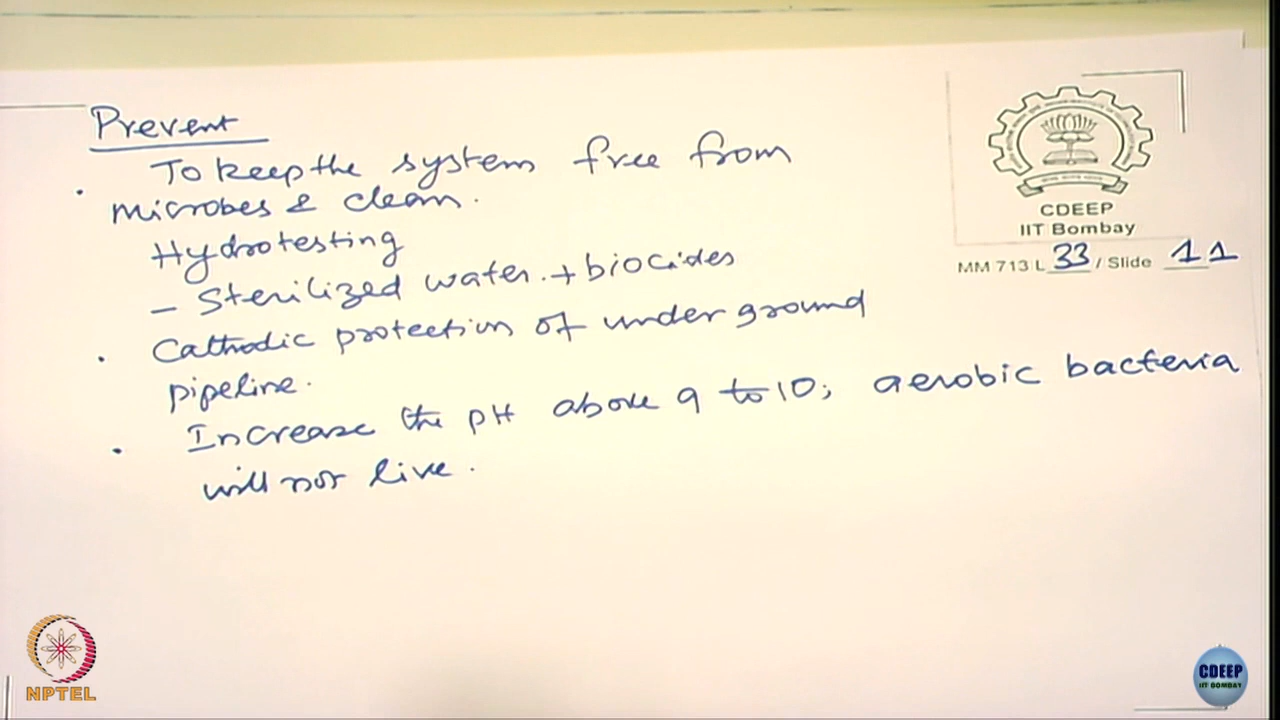 Prevent
To keep the system free from
microbes & clean.
Hydrotesting
- Sterilized water. + biocides
. Cathodic protection of underground
pipeline.
. Increase the pH above 9 to 10; aerobic bacteria
will not live.
CDEEP
IIT Bombay
MM 713 L 33 / Slide 11
NPTEL
CDEEP
IIT BOMBAY